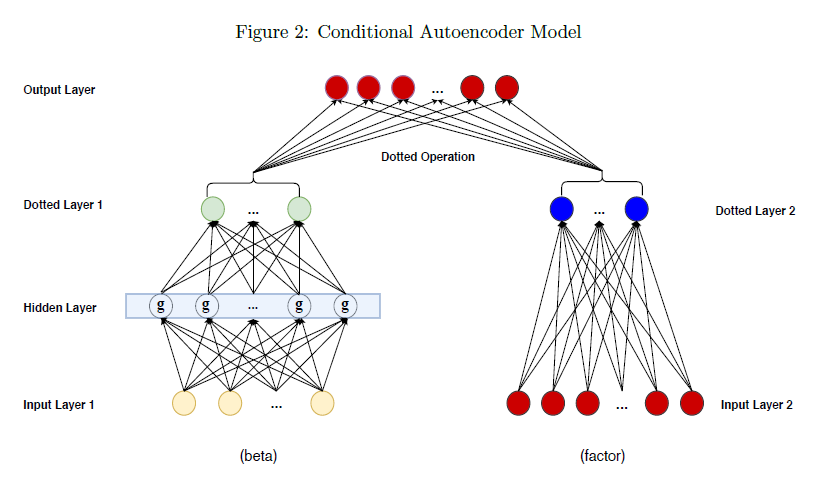 Figure 2: Conditional Autoencoder Model
Output Layer
...
Dotted Operation
Dotted Layer 1
...
...
Dotted Layer 2
Hidden Layer
g g ... g g
Input Layer 1
...
...
Input Layer 2
(beta)
(factor)